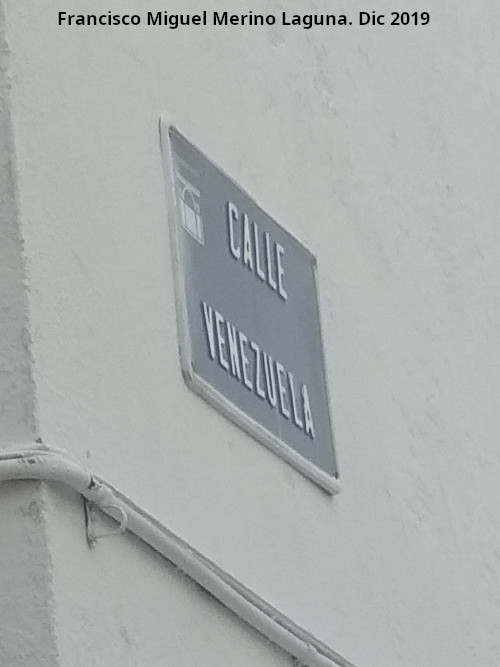 Francisco Miguel Merino Laguna. Dic 2019
CALLE
VENEZUELA